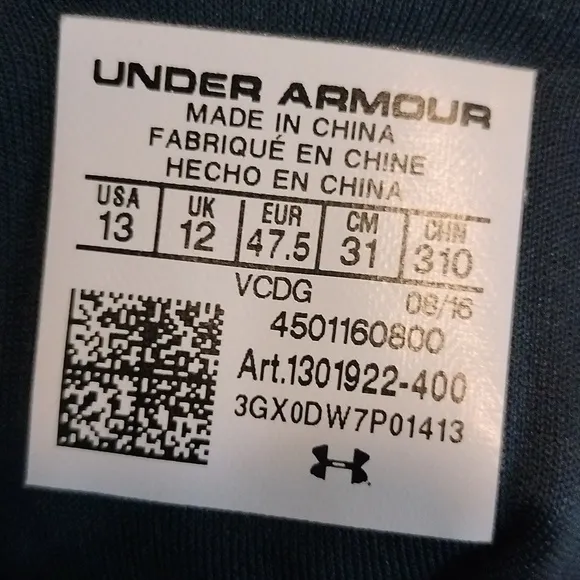 UNDER ARMOUR
MADE IN CHINA
FABRIQUÉ EN CHINE
HECHO EN CHINA
USA UK EUR CM CHN
13 12 47.5 31 310
VCDG 08/16
4501160800
Art.1301922-400
3GX0DW7P01413